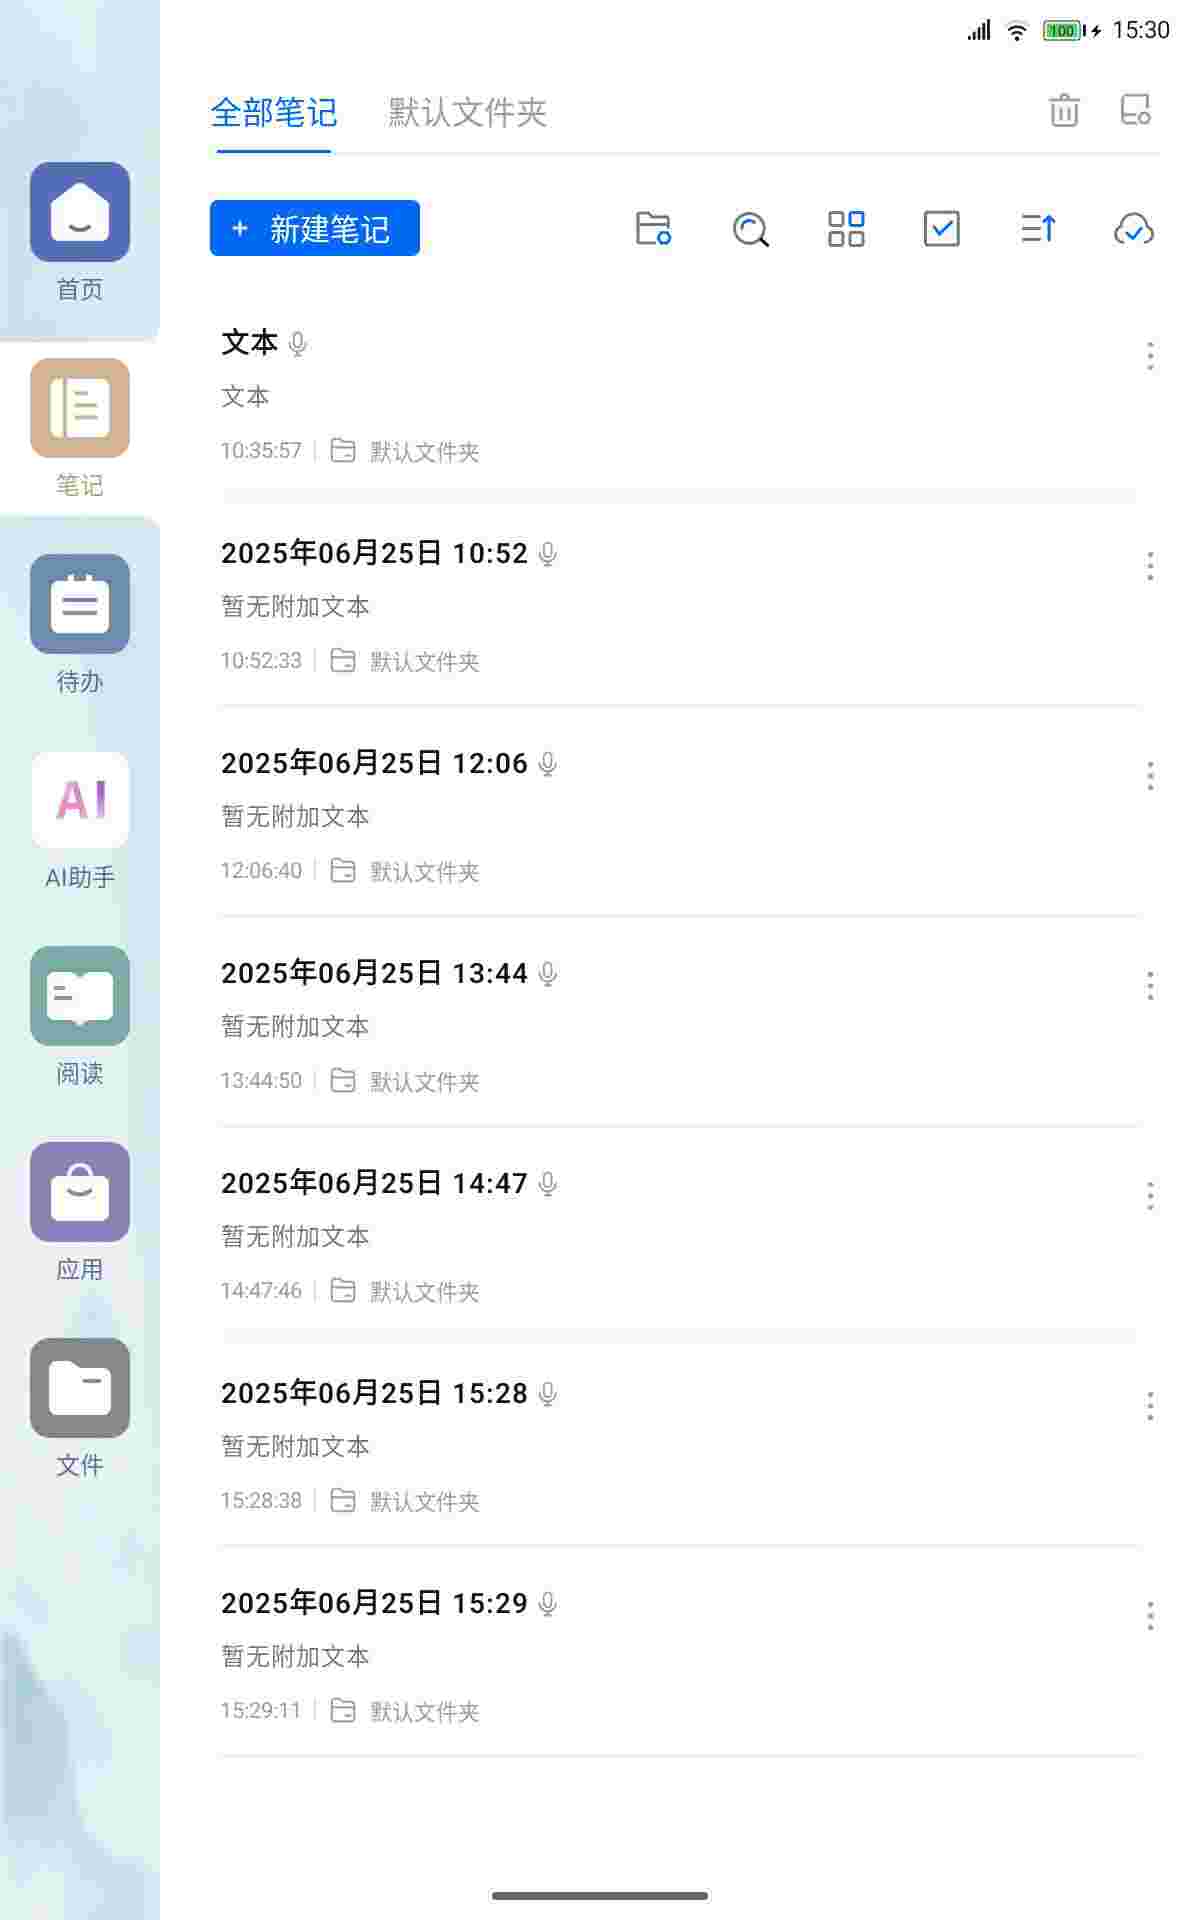 100 15:30
全部笔记 默认文件夹
+ 新建笔记
首页
笔记
待办
AI
AI助手
阅读
应用
文件
文本
文本
10:35:57 默认文件夹
2025年06月25日 10:52
暂无附加文本
10:52:33 默认文件夹
2025年06月25日 12:06
暂无附加文本
12:06:40 默认文件夹
2025年06月25日 13:44
暂无附加文本
13:44:50 默认文件夹
2025年06月25日 14:47
暂无附加文本
14:47:46 默认文件夹
2025年06月25日 15:28
暂无附加文本
15:28:38 默认文件夹
2025年06月25日 15:29
暂无附加文本
15:29:11 默认文件夹